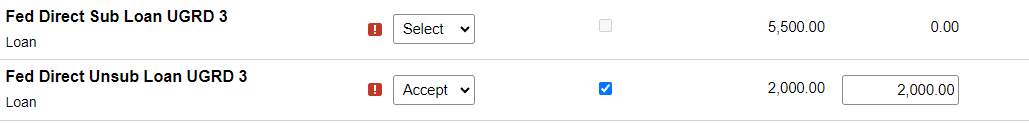 Fed Direct Sub Loan UGRD 3
Loan
! Select 5,500.00 0.00
Fed Direct Unsub Loan UGRD 3
Loan
! Accept 2,000.00 2,000.00